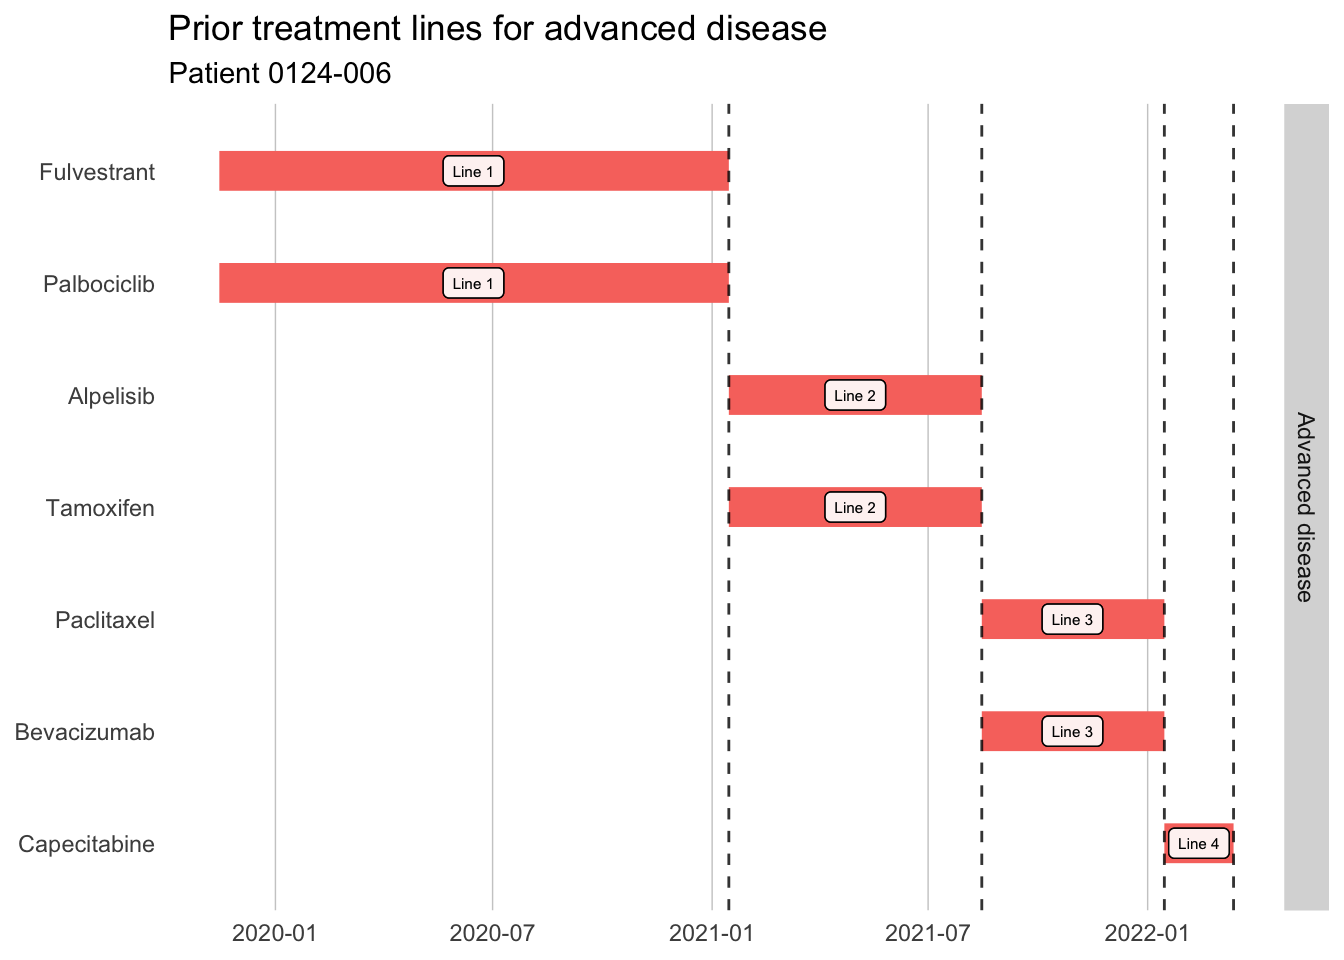 Prior treatment lines for advanced disease
Patient 0124-006
Fulvestrant
Line 1
Palbociclib
Line 1
Alpelisib
Line 2
Tamoxifen
Line 2
Paclitaxel
Line 3
Bevacizumab
Line 3
Capecitabine
Line 4
Advanced disease
2020-01 2020-07 2021-01 2021-07 2022-01